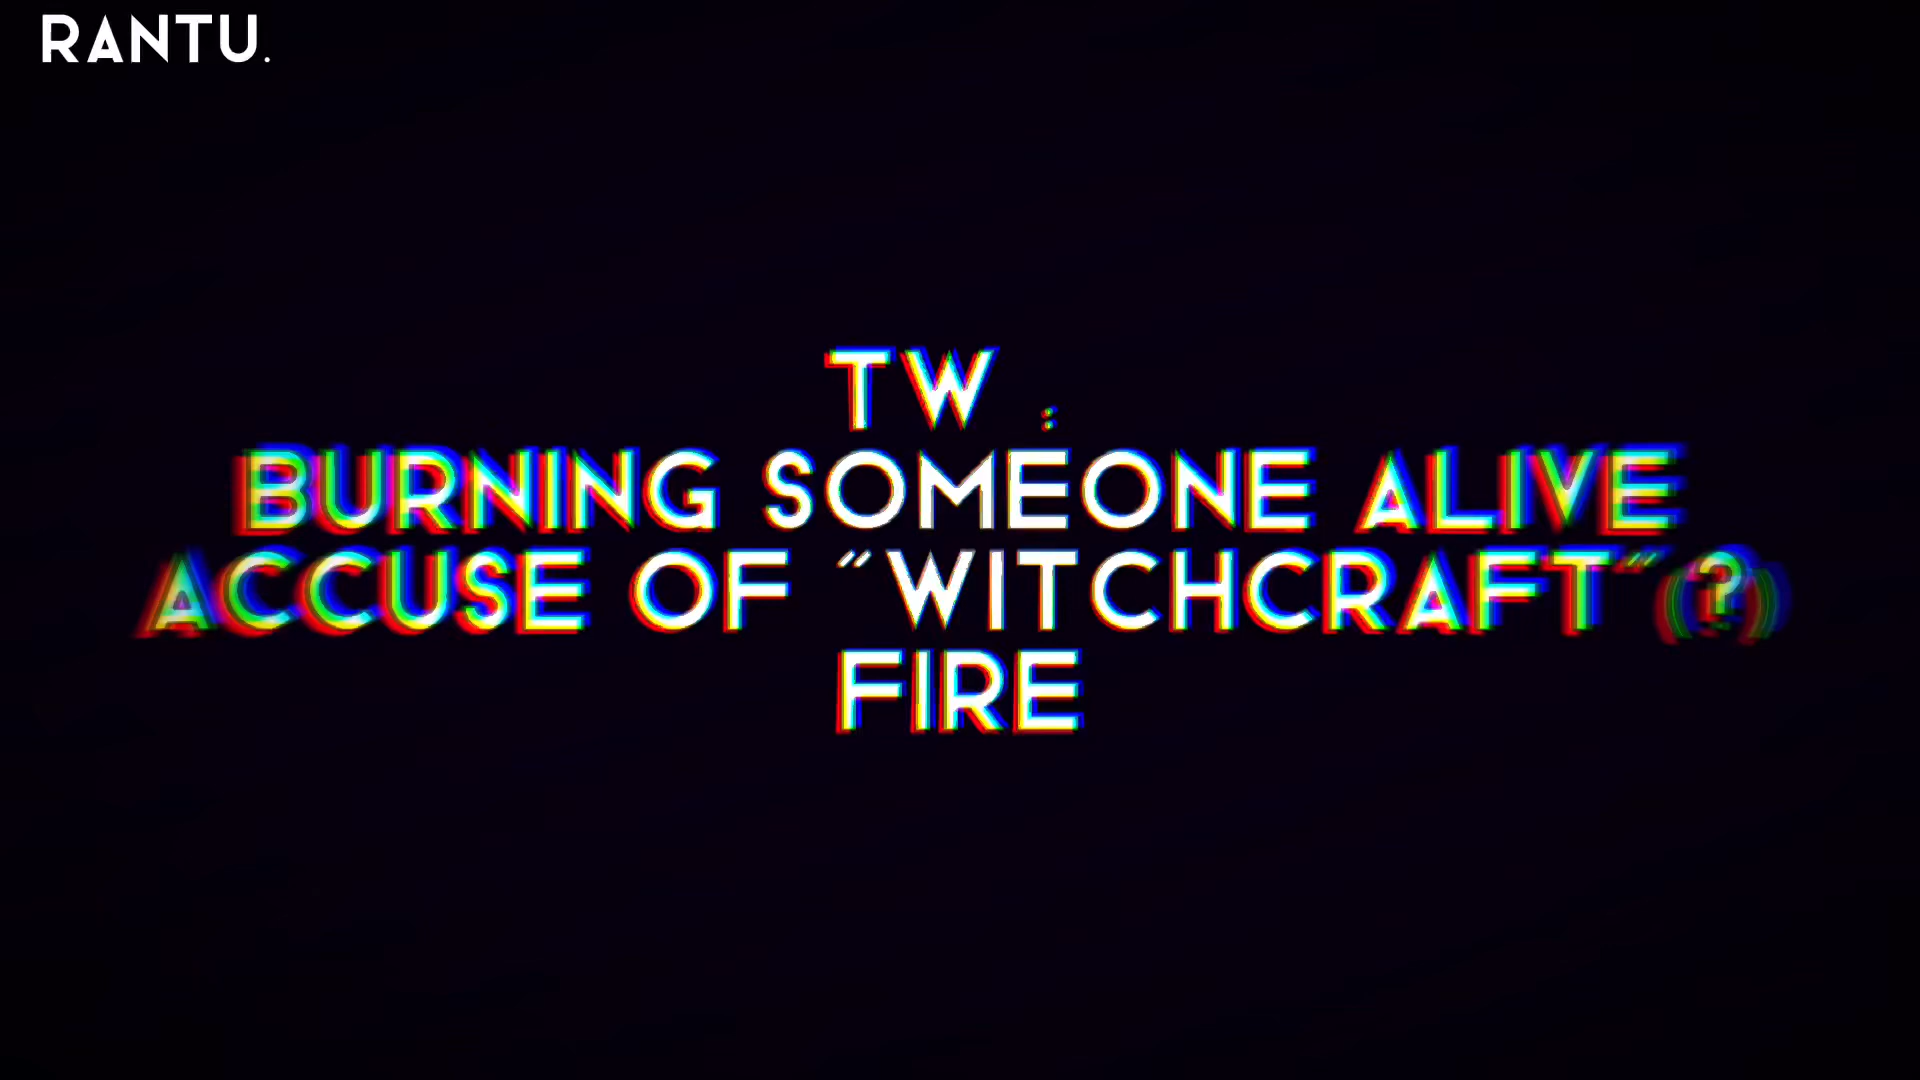 RANTU.
TW :
BURNING SOMEONE ALIVE
ACCUSE OF "WITCHCRAFT"(?)
FIRE